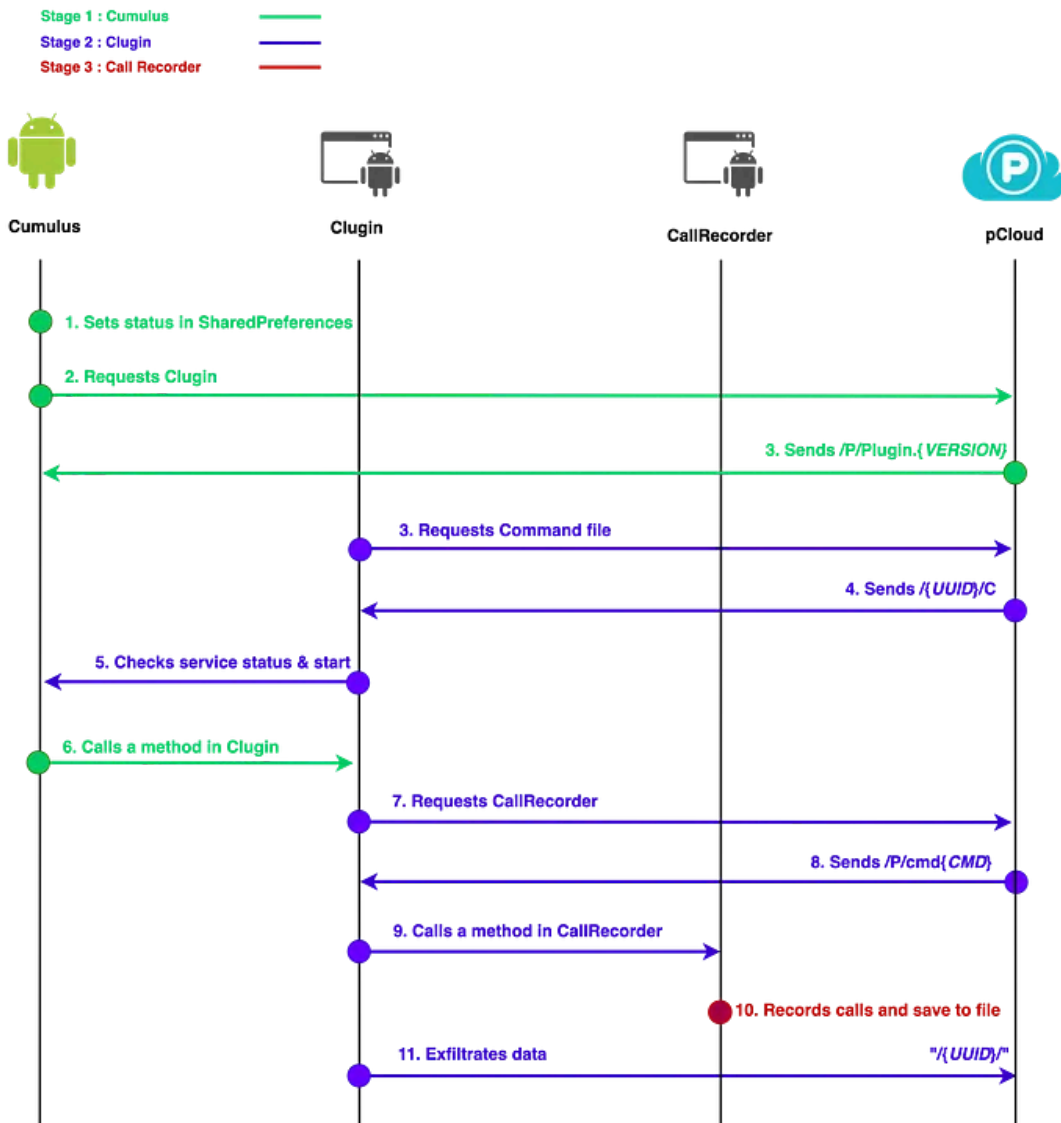 Stage 1 : Cumulus
Stage 2 : Clugin
Stage 3 : Call Recorder
P
Cumulus
Clugin
CallRecorder
pCloud
1. Sets status in SharedPreferences
2. Requests Clugin
3. Sends /P/Plugin.{VERSION}
3. Requests Command file
4. Sends /{UUID}/C
5. Checks service status & start
6. Calls a method in Clugin
7. Requests CallRecorder
8. Sends /P/cmd{CMD}
9. Calls a method in CallRecorder
10. Records calls and save to file
11. Exfiltrates data "/{UUID}/"